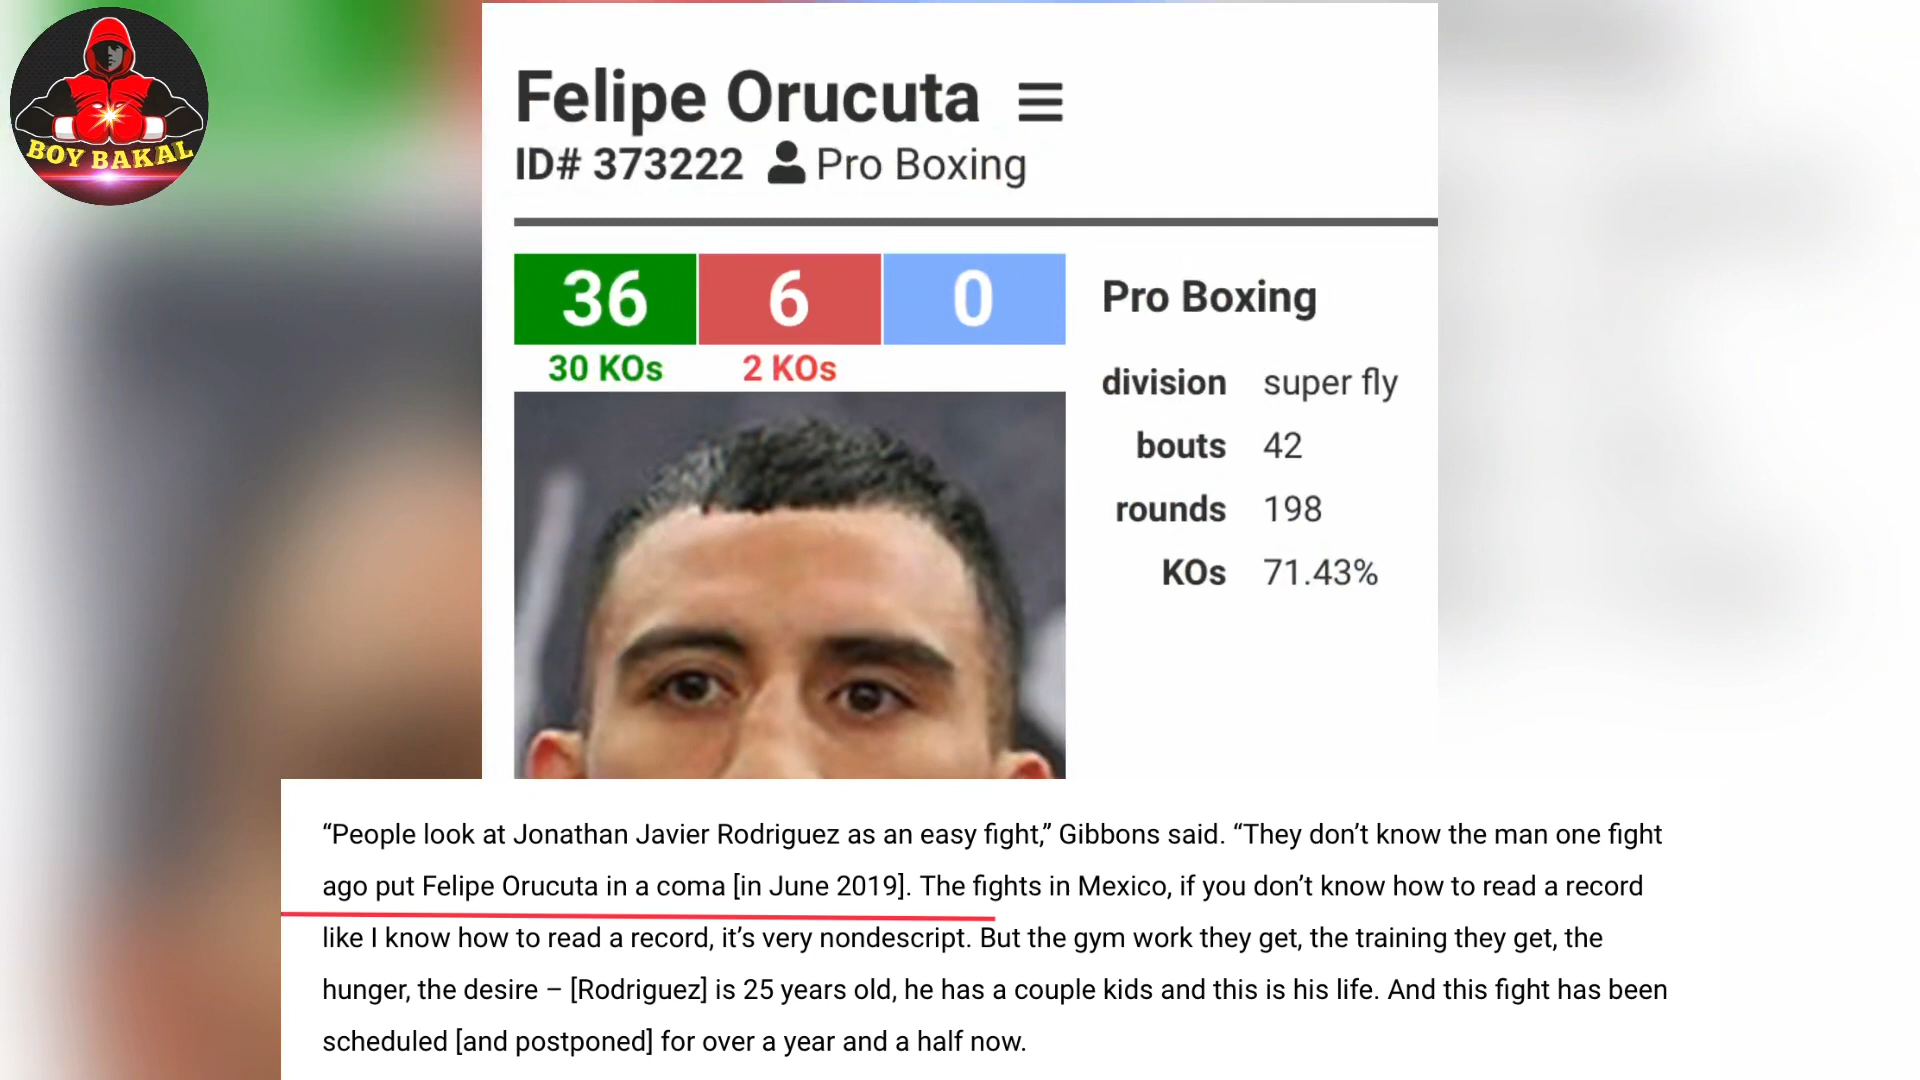 BOY BAKAL
Felipe Orucuta
ID# 373222 Pro Boxing
36 6 0
30 KOs 2 KOs
Pro Boxing
division super fly
bouts 42
rounds 198
KOs 71.43%
“People look at Jonathan Javier Rodriguez as an easy fight,” Gibbons said. “They don’t know the man one fight
ago put Felipe Orucuta in a coma [in June 2019]. The fights in Mexico, if you don’t know how to read a record
like I know how to read a record, it’s very nondescript. But the gym work they get, the training they get, the
hunger, the desire – [Rodriguez] is 25 years old, he has a couple kids and this is his life. And this fight has been
scheduled [and postponed] for over a year and a half now.